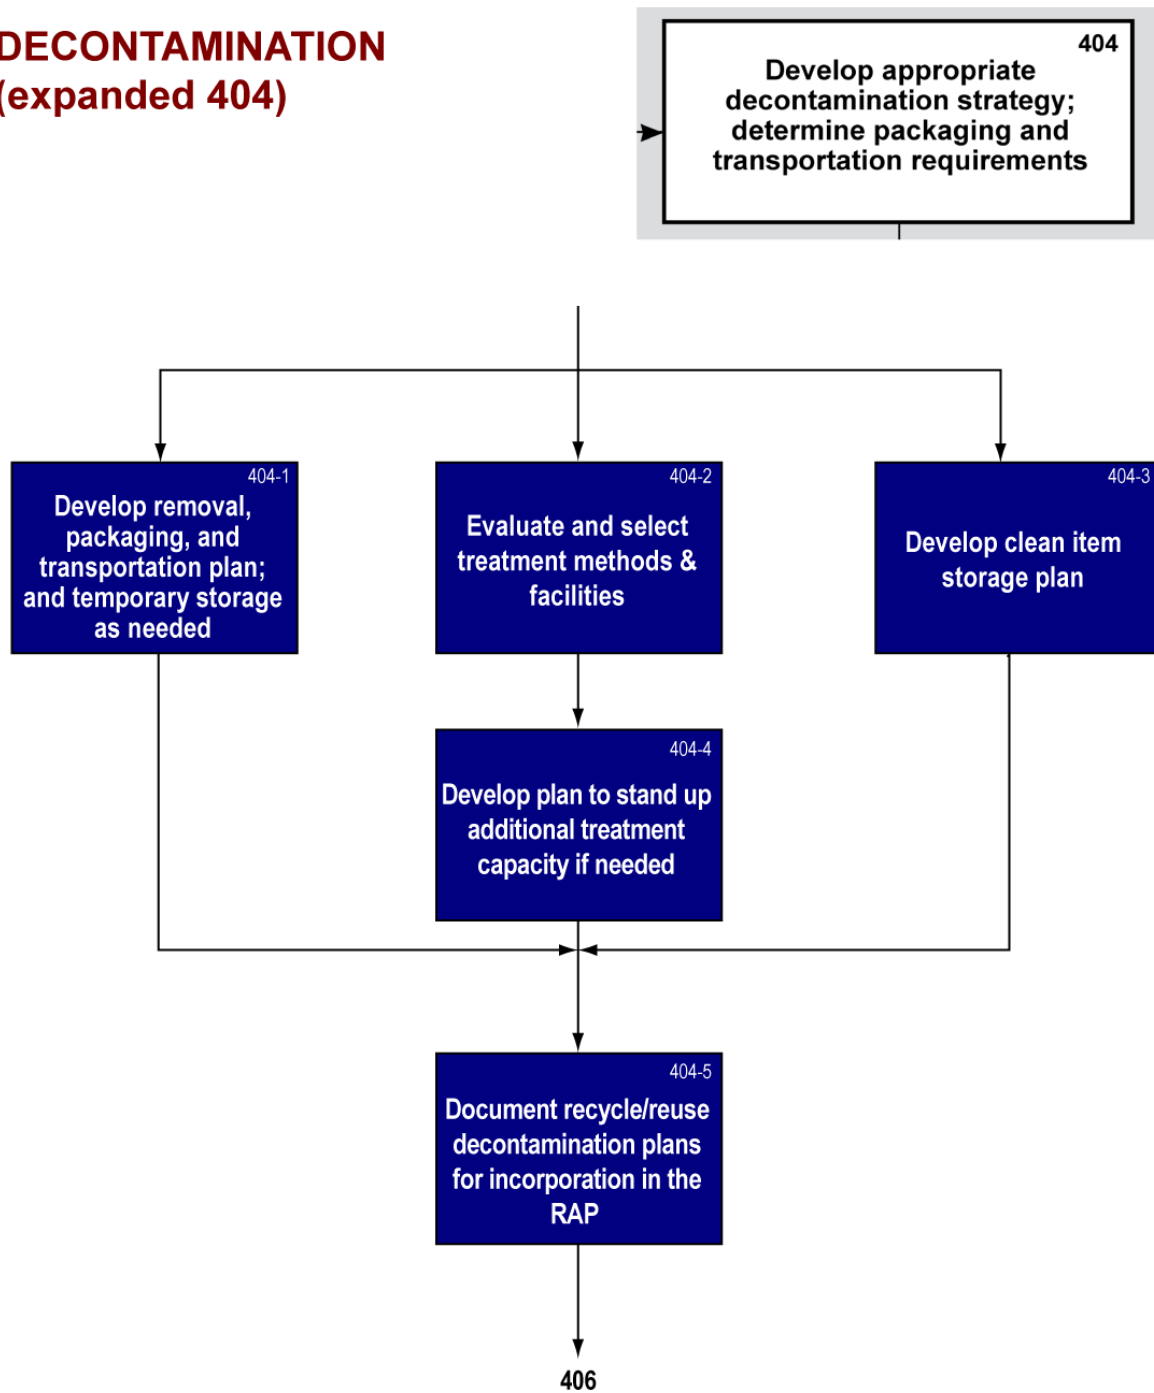 DECONTAMINATION
(expanded 404)
404
Develop appropriate
decontamination strategy;
determine packaging and
transportation requirements
404-1
Develop removal,
packaging, and
transportation plan;
and temporary storage
as needed
404-2
Evaluate and select
treatment methods &
facilities
404-3
Develop clean item
storage plan
404-4
Develop plan to stand up
additional treatment
capacity if needed
404-5
Document recycle/reuse
decontamination plans
for incorporation in the
RAP
406